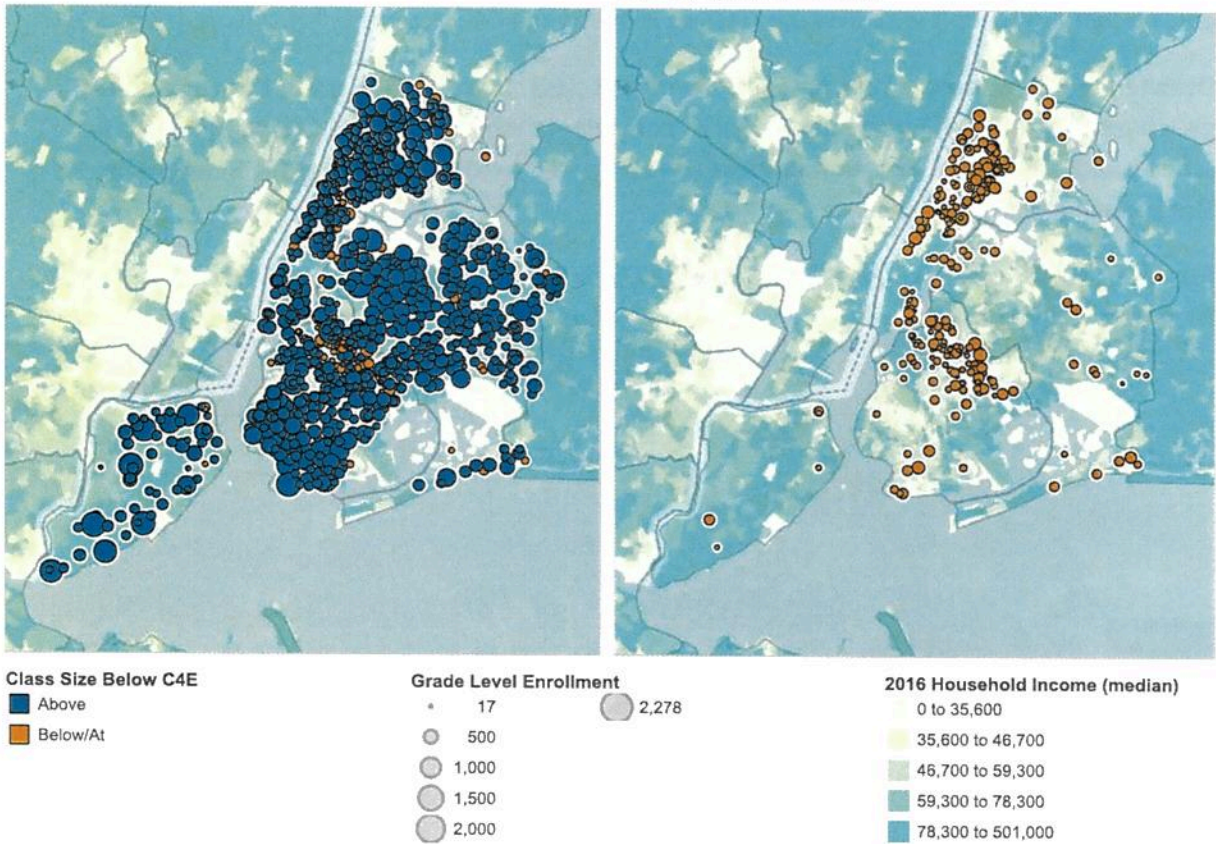 Class Size Below C4E
Above
Below/At
Grade Level Enrollment
17
500
1,000
1,500
2,000
2,278
2016 Household Income (median)
0 to 35,600
35,600 to 46,700
46,700 to 59,300
59,300 to 78,300
78,300 to 501,000